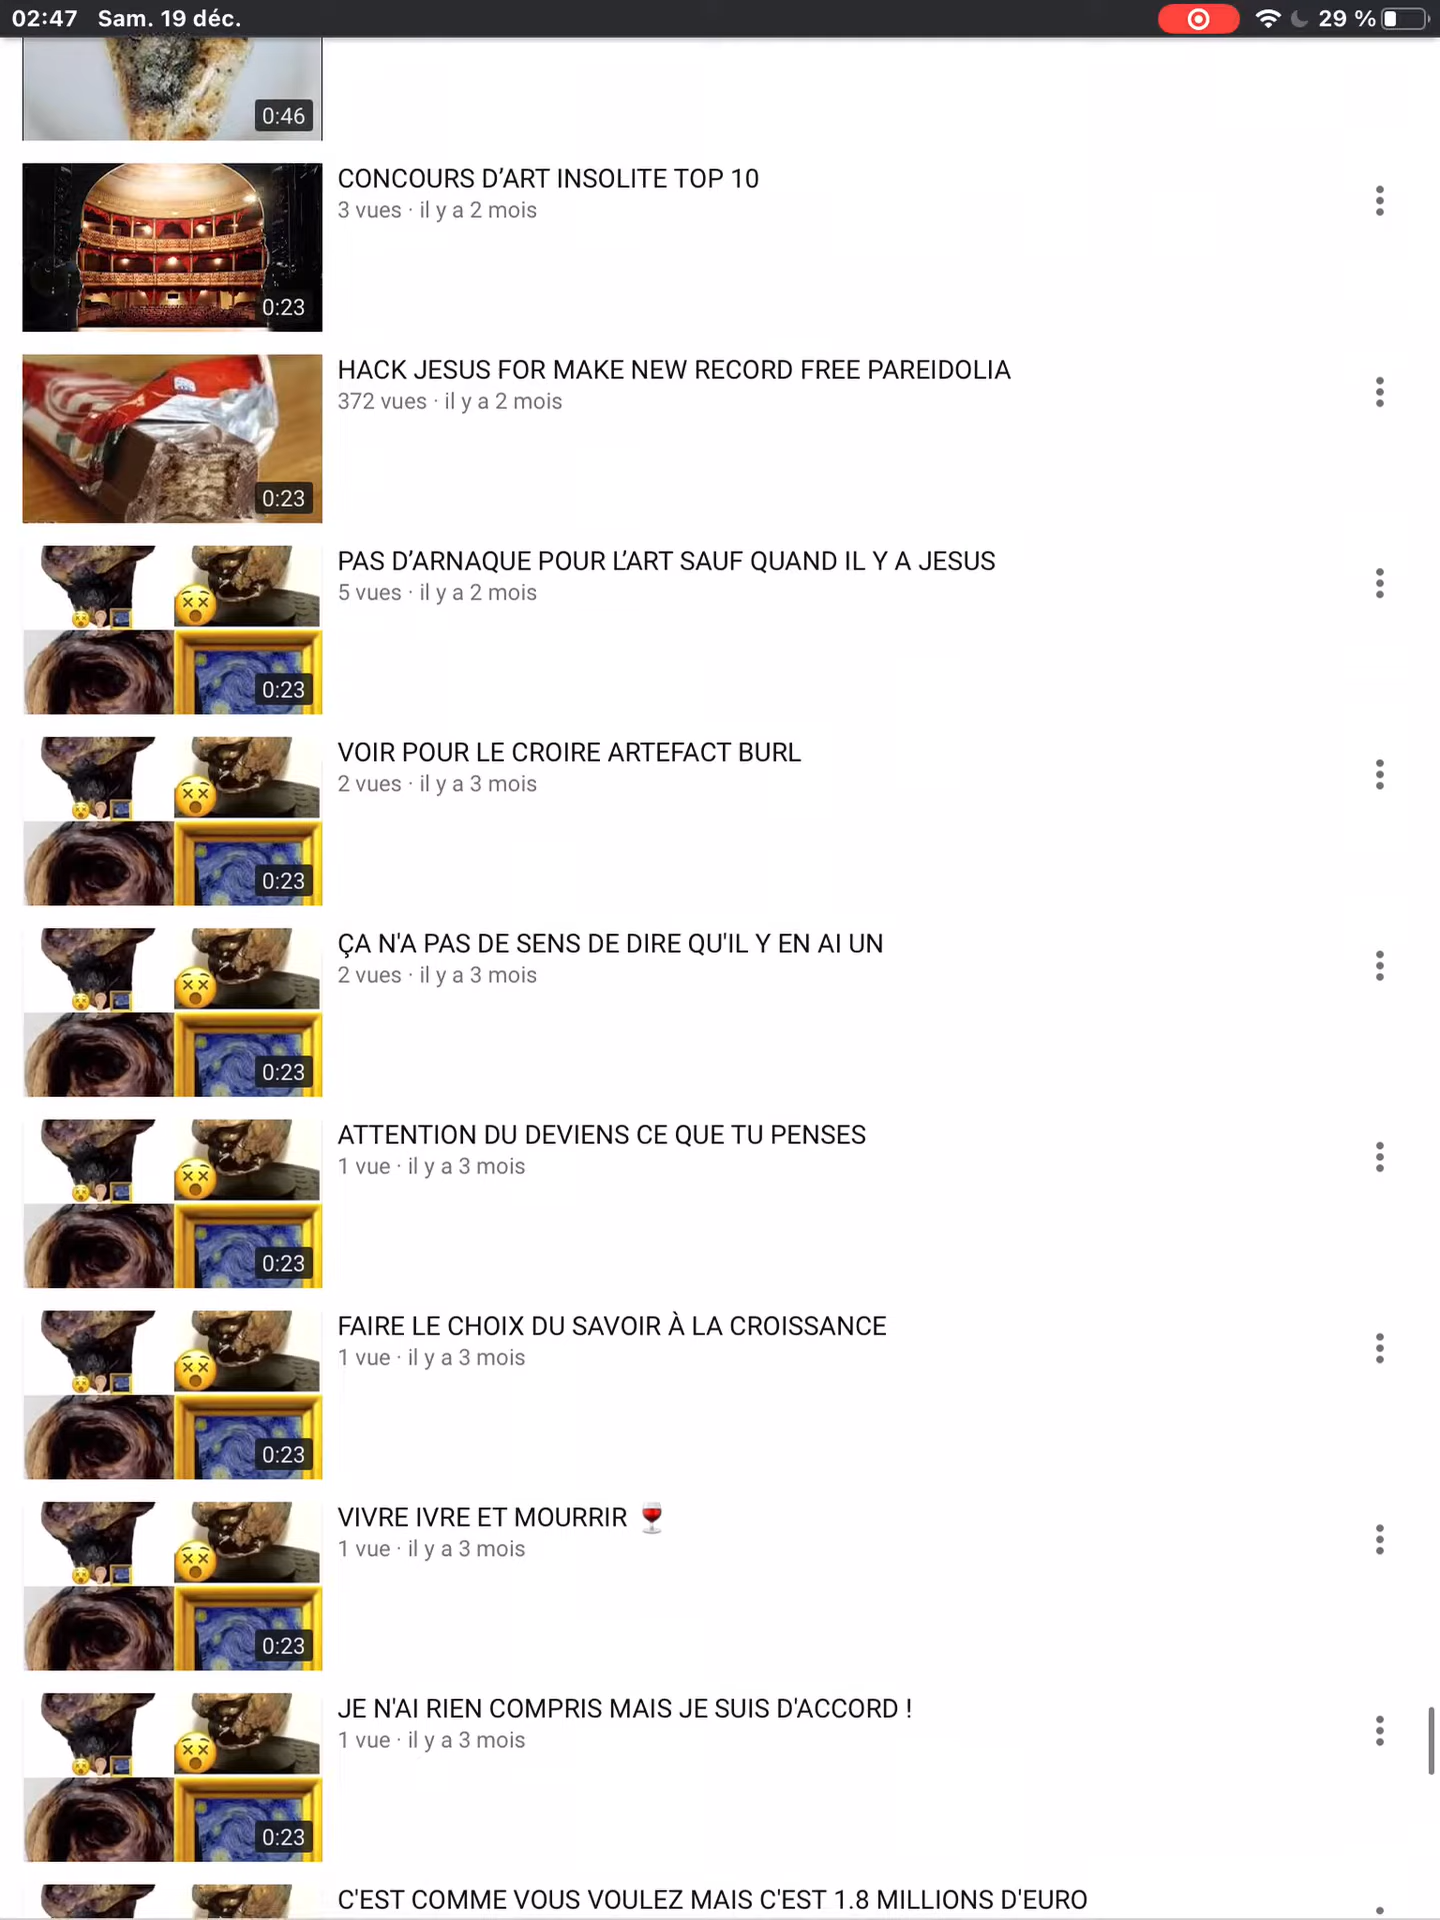 02:47 Sam. 19 déc. 29 %
0:46
CONCOURS D’ART INSOLITE TOP 10
3 vues · il y a 2 mois
0:23
HACK JESUS FOR MAKE NEW RECORD FREE PAREIDOLIA
372 vues · il y a 2 mois
0:23
PAS D’ARNAQUE POUR L’ART SAUF QUAND IL Y A JESUS
5 vues · il y a 2 mois
0:23
VOIR POUR LE CROIRE ARTEFACT BURL
2 vues · il y a 3 mois
0:23
ÇA N'A PAS DE SENS DE DIRE QU'IL Y EN AI UN
2 vues · il y a 3 mois
0:23
ATTENTION DU DEVIENS CE QUE TU PENSES
1 vue · il y a 3 mois
0:23
FAIRE LE CHOIX DU SAVOIR À LA CROISSANCE
1 vue · il y a 3 mois
0:23
VIVRE IVRE ET MOURRIR 🍷
1 vue · il y a 3 mois
0:23
JE N'AI RIEN COMPRIS MAIS JE SUIS D'ACCORD !
1 vue · il y a 3 mois
0:23
C'EST COMME VOUS VOULEZ MAIS C'EST 1.8 MILLIONS D'EURO